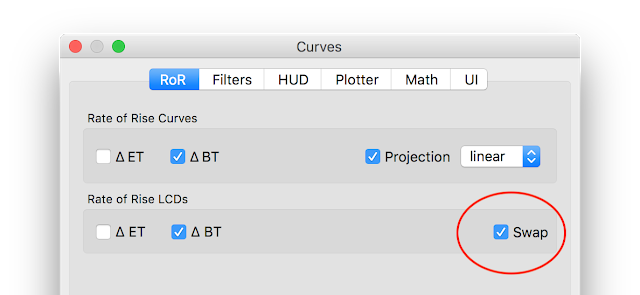 Curves
RoR Filters HUD Plotter Math UI
Rate of Rise Curves
Δ ET Δ BT Projection linear
Rate of Rise LCDs
Δ ET Δ BT Swap